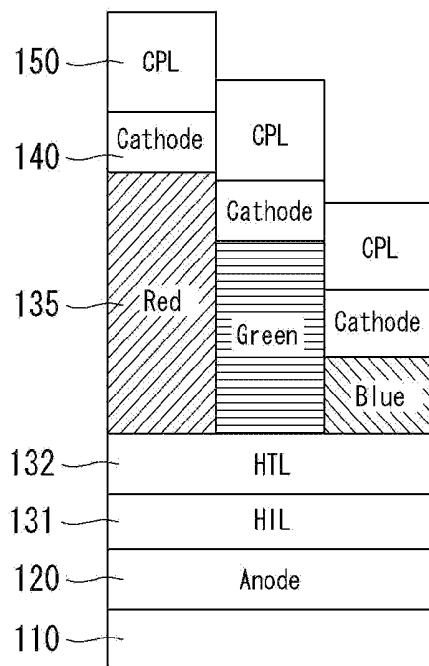 150
CPL
CPL
140
Cathode
Cathode
CPL
135
Red
Green
Cathode
Blue
132
HTL
131
HIL
120
Anode
110